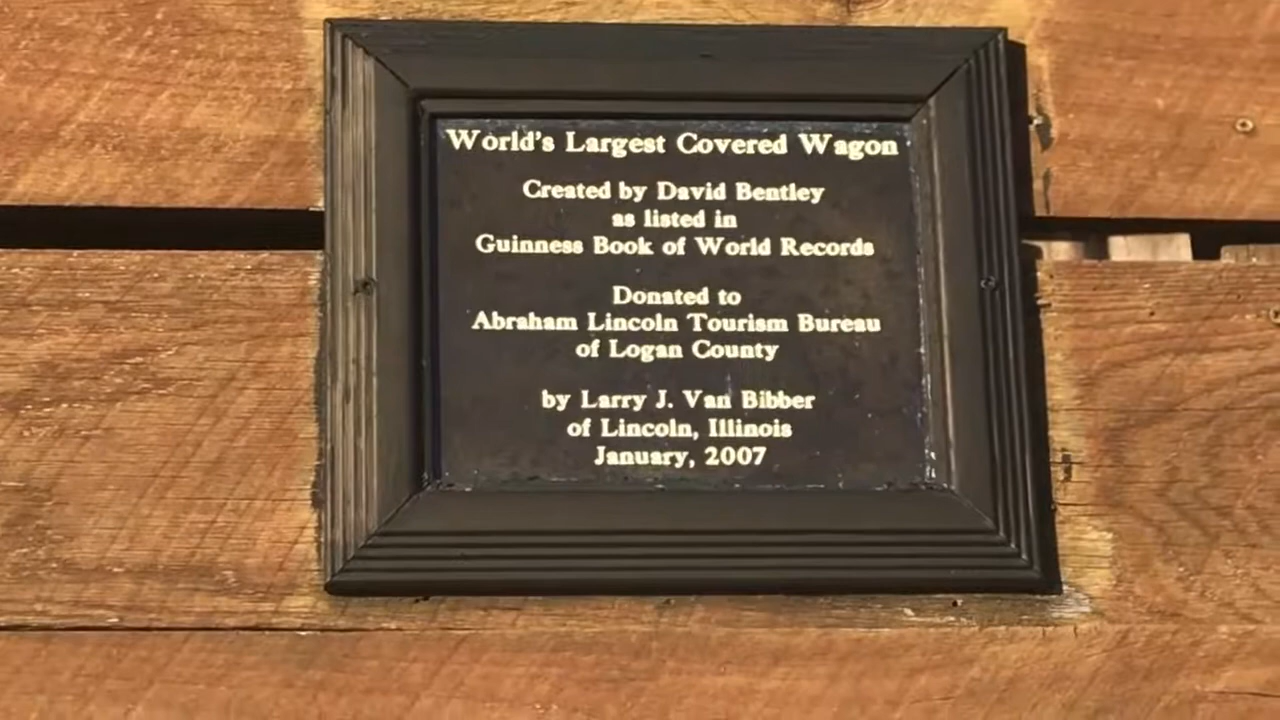 World's Largest Covered Wagon
Created by David Bentley
as listed in
Guinness Book of World Records
Donated to
Abraham Lincoln Tourism Bureau
of Logan County
by Larry J. Van Bibber
of Lincoln, Illinois
January, 2007